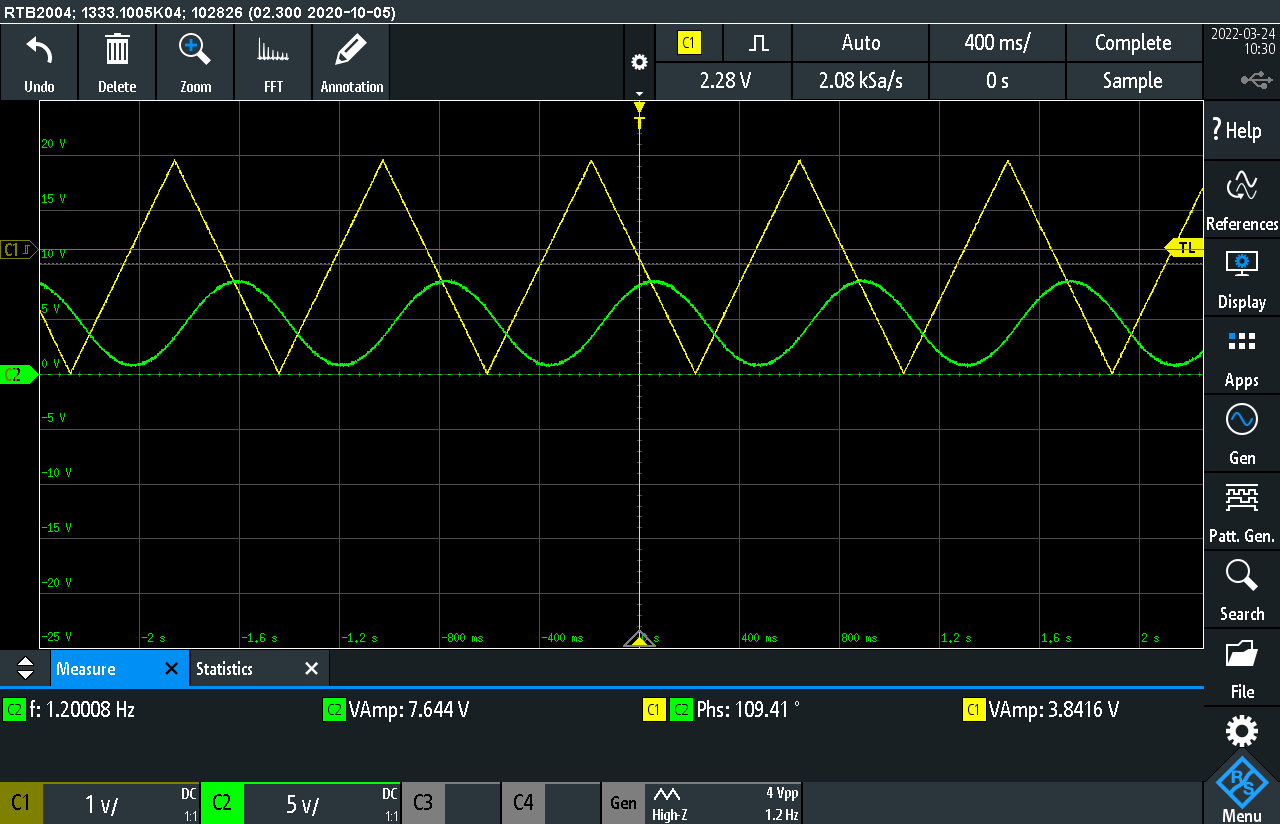 RTB2004; 1333.1005K04; 102826 (02.300 2020-10-05)
Undo
Delete
Zoom
FFT
Annotation
C1
Auto
400 ms/
Complete
2.28 V
2.08 kSa/s
0 s
Sample
2022-03-24
10:30
? Help
References
Display
Apps
Gen
Patt. Gen.
Search
File
Menu
R&S
T
TL
C1
C2
20 V
15 V
10 V
5 V
0 V
-5 V
-10 V
-15 V
-20 V
-25 V
-2 s
-1.6 s
-1.2 s
-800 ms
-400 ms
s
400 ms
800 ms
1.2 s
1.6 s
2 s
Measure
Statistics
C2 f: 1.20008 Hz
C2 VAmp: 7.644 V
C1 C2 Phs: 109.41 °
C1 VAmp: 3.8416 V
C1
1 V/
DC
1:1
C2
5 V/
DC
1:1
C3
C4
Gen
High-Z
4 Vpp
1.2 Hz